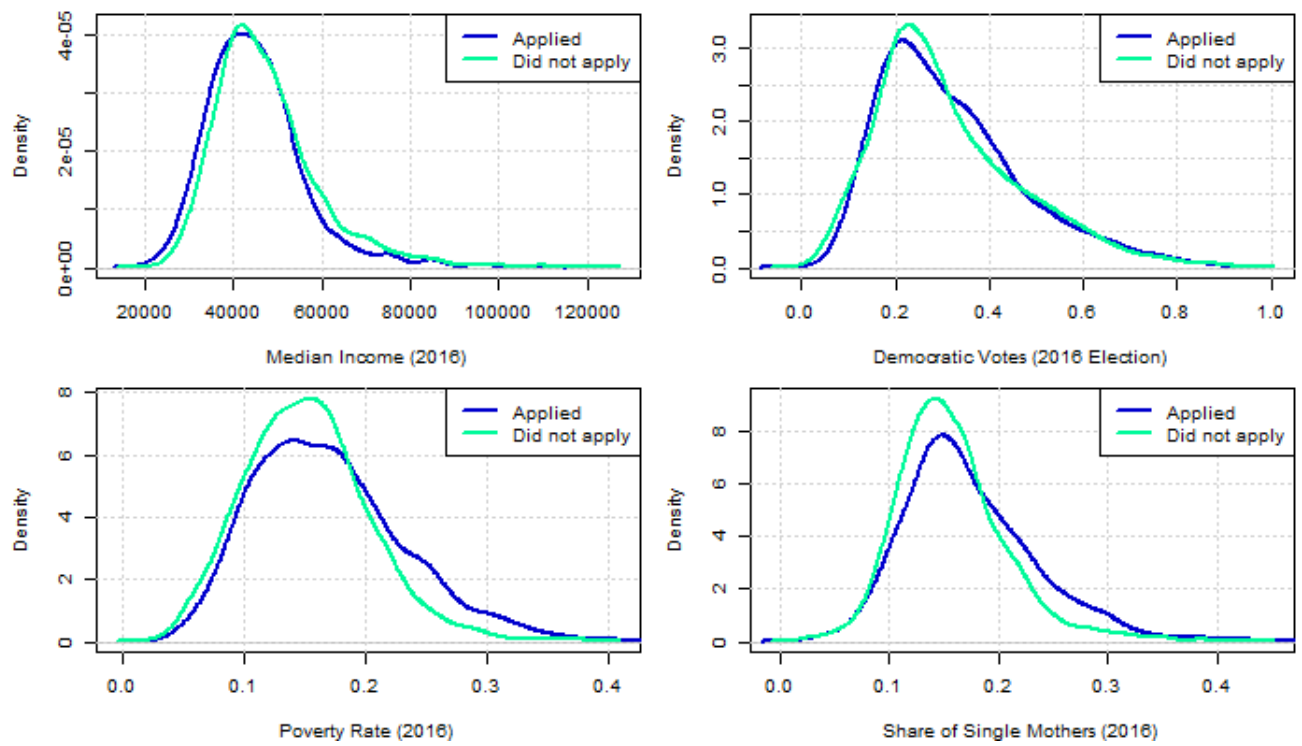 Density
4e-05
2e-05
0e+00
Applied
Did not apply
20000 40000 60000 80000 100000 120000
Median Income (2016)
Density
3.0
2.0
1.0
0.0
Applied
Did not apply
0.0 0.2 0.4 0.6 0.8 1.0
Democratic Votes (2016 Election)
Density
8
6
4
2
0
Applied
Did not apply
0.0 0.1 0.2 0.3 0.4
Poverty Rate (2016)
Density
8
6
4
2
0
Applied
Did not apply
0.0 0.1 0.2 0.3 0.4
Share of Single Mothers (2016)